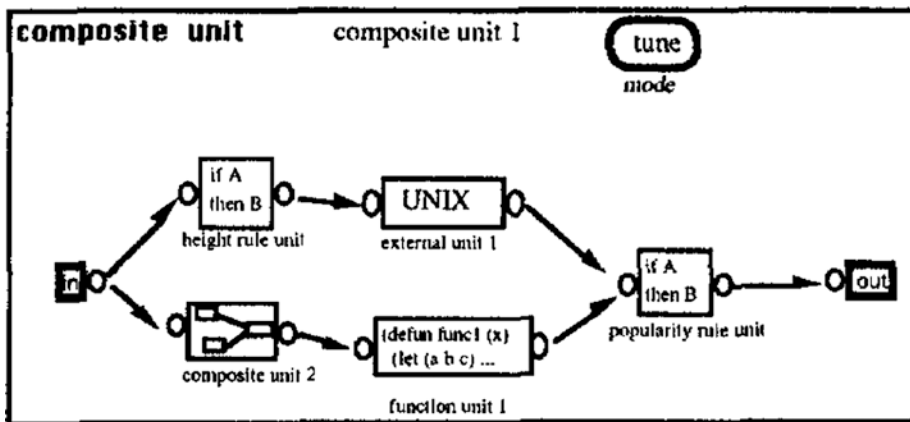 composite unit
composite unit 1
tune
mode
if A
then B
height rule unit
UNIX
external unit 1
in
if A
then B
popularity rule unit
out
composite unit 2
(defun func1 (x)
(let (a b c) ...
function unit 1